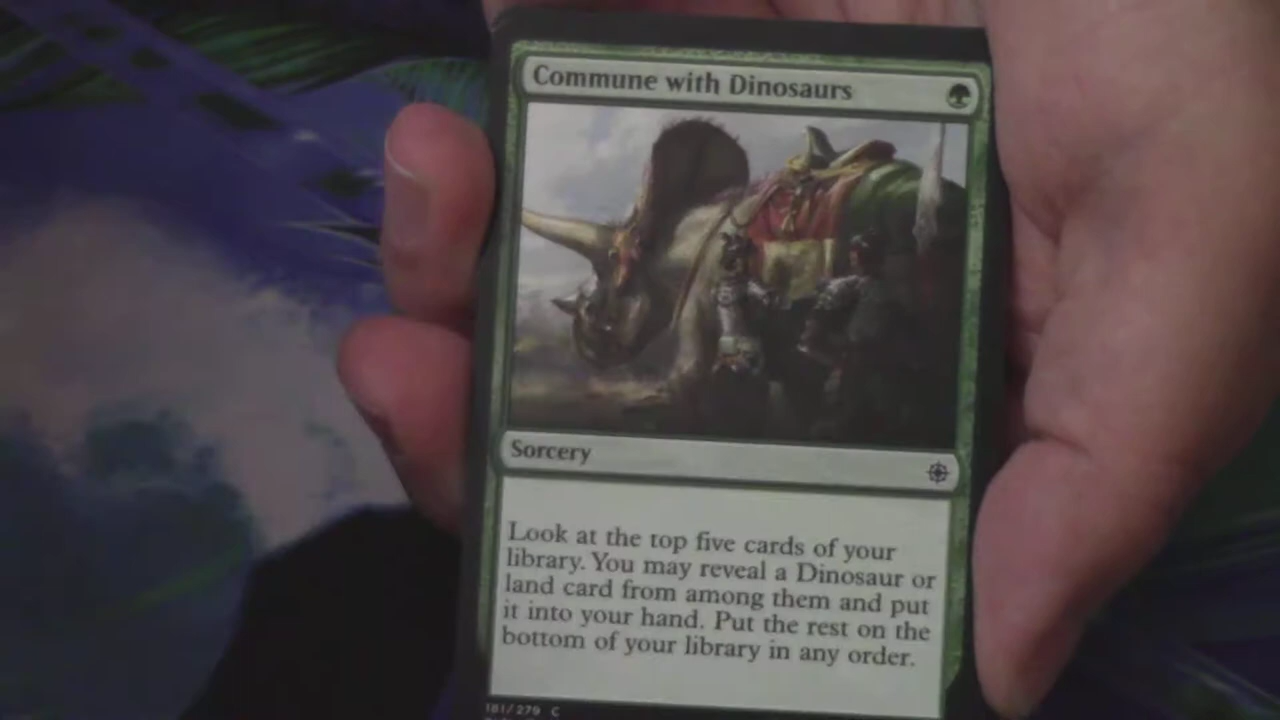 Commune with Dinosaurs
Sorcery
Look at the top five cards of your
library. You may reveal a Dinosaur or
land card from among them and put
it into your hand. Put the rest on the
bottom of your library in any order.
181/279 C